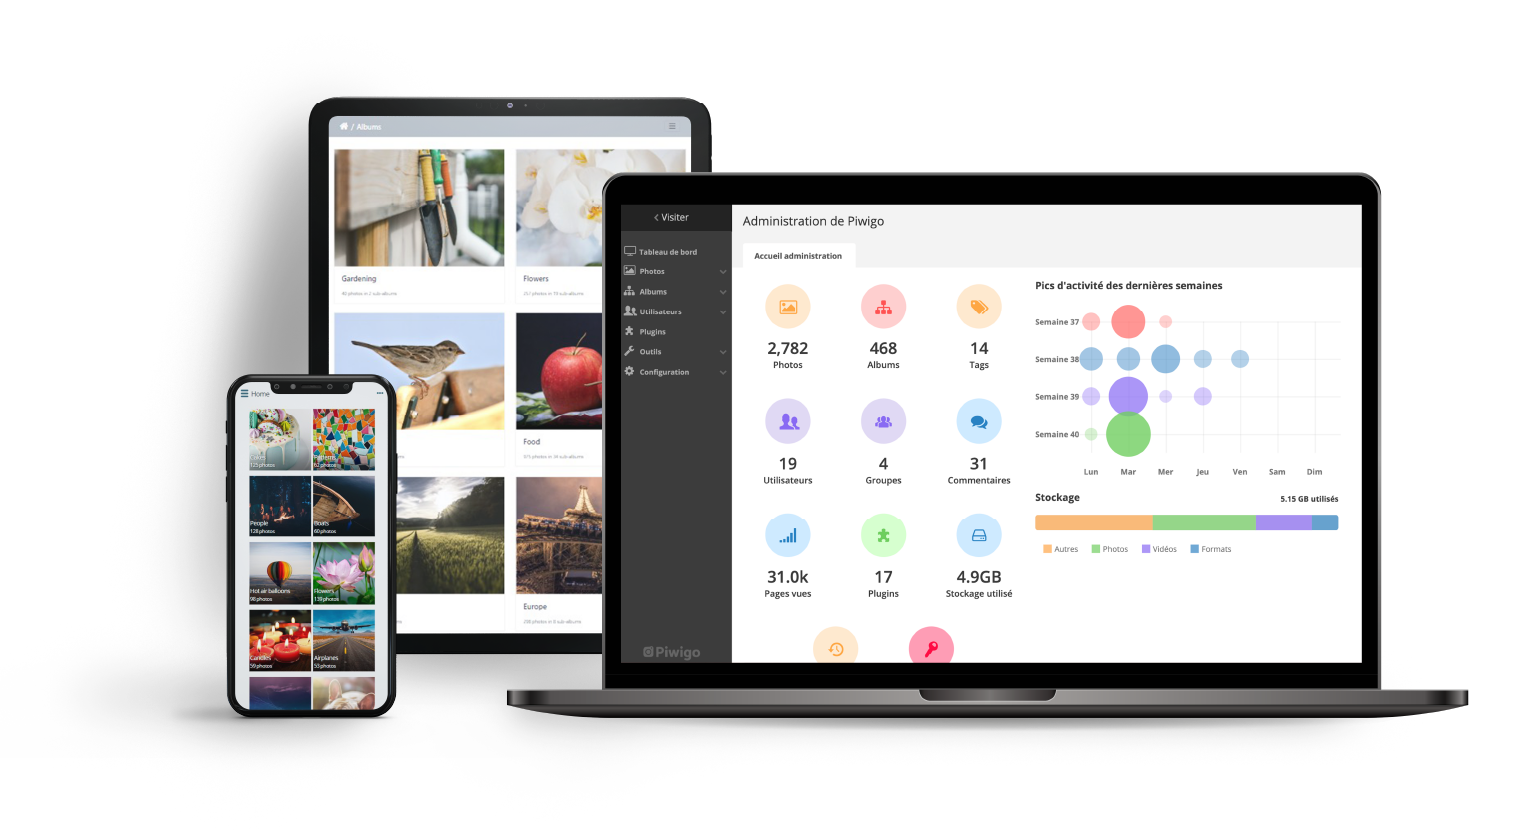 / Albums
Gardening
Flowers
Food
Europe
Home
Cakes
125 photos
Patterns
62 photos
People
128 photos
Boats
60 photos
Hot air balloons
98 photos
Flowers
139 photos
Candles
59 photos
Airplanes
53 photos
Visiter
Tableau de bord
Photos
Albums
Utilisateurs
Plugins
Outils
Configuration
Piwigo
Administration de Piwigo
Accueil administration
2,782
Photos
468
Albums
14
Tags
19
Utilisateurs
4
Groupes
31
Commentaires
31.0k
Pages vues
17
Plugins
4.9GB
Stockage utilisé
Pics d'activité des dernières semaines
Semaine 37
Semaine 38
Semaine 39
Semaine 40
Lun Mar Mer Jeu Ven Sam Dim
Stockage
5.15 GB utilisés
Autres Photos Vidéos Formats